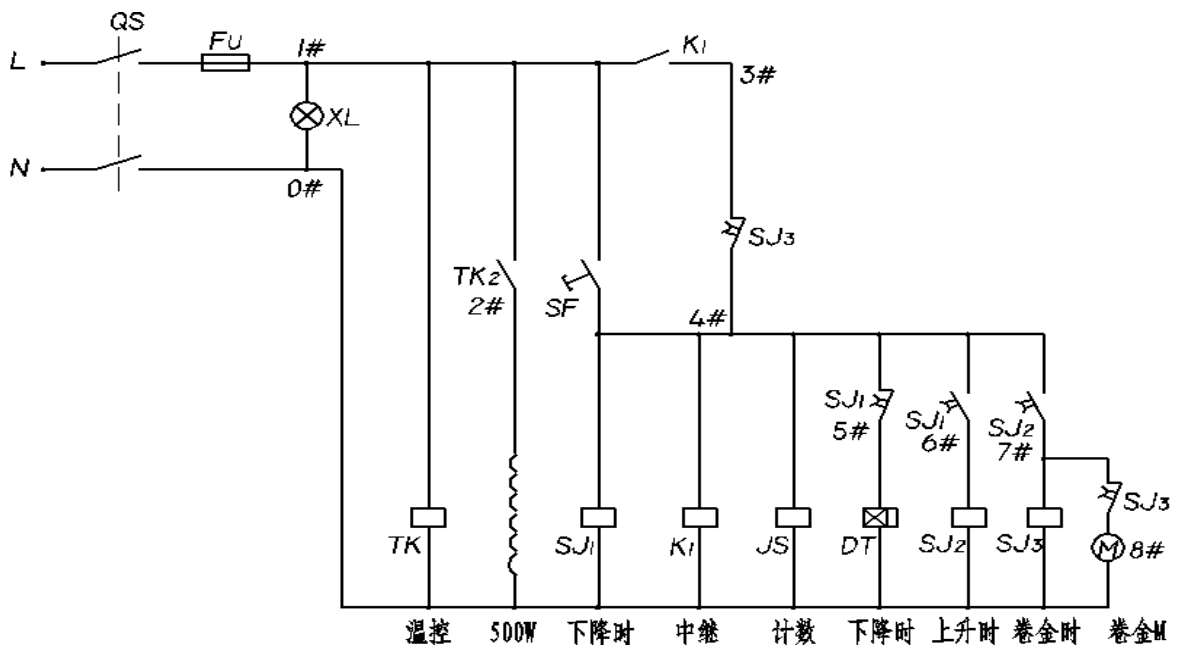 QS
FU
1#
K1
L
3#
XL
N
0#
SJ3
TK2
2#
SF
4#
SJ1
5#
SJ1
6#
SJ2
7#
SJ3
TK
SJ1
K1
JS
DT
SJ2
SJ3
M
8#
温控 500W 下降时 中继 计数 下降时 上升时 卷金时 卷金M